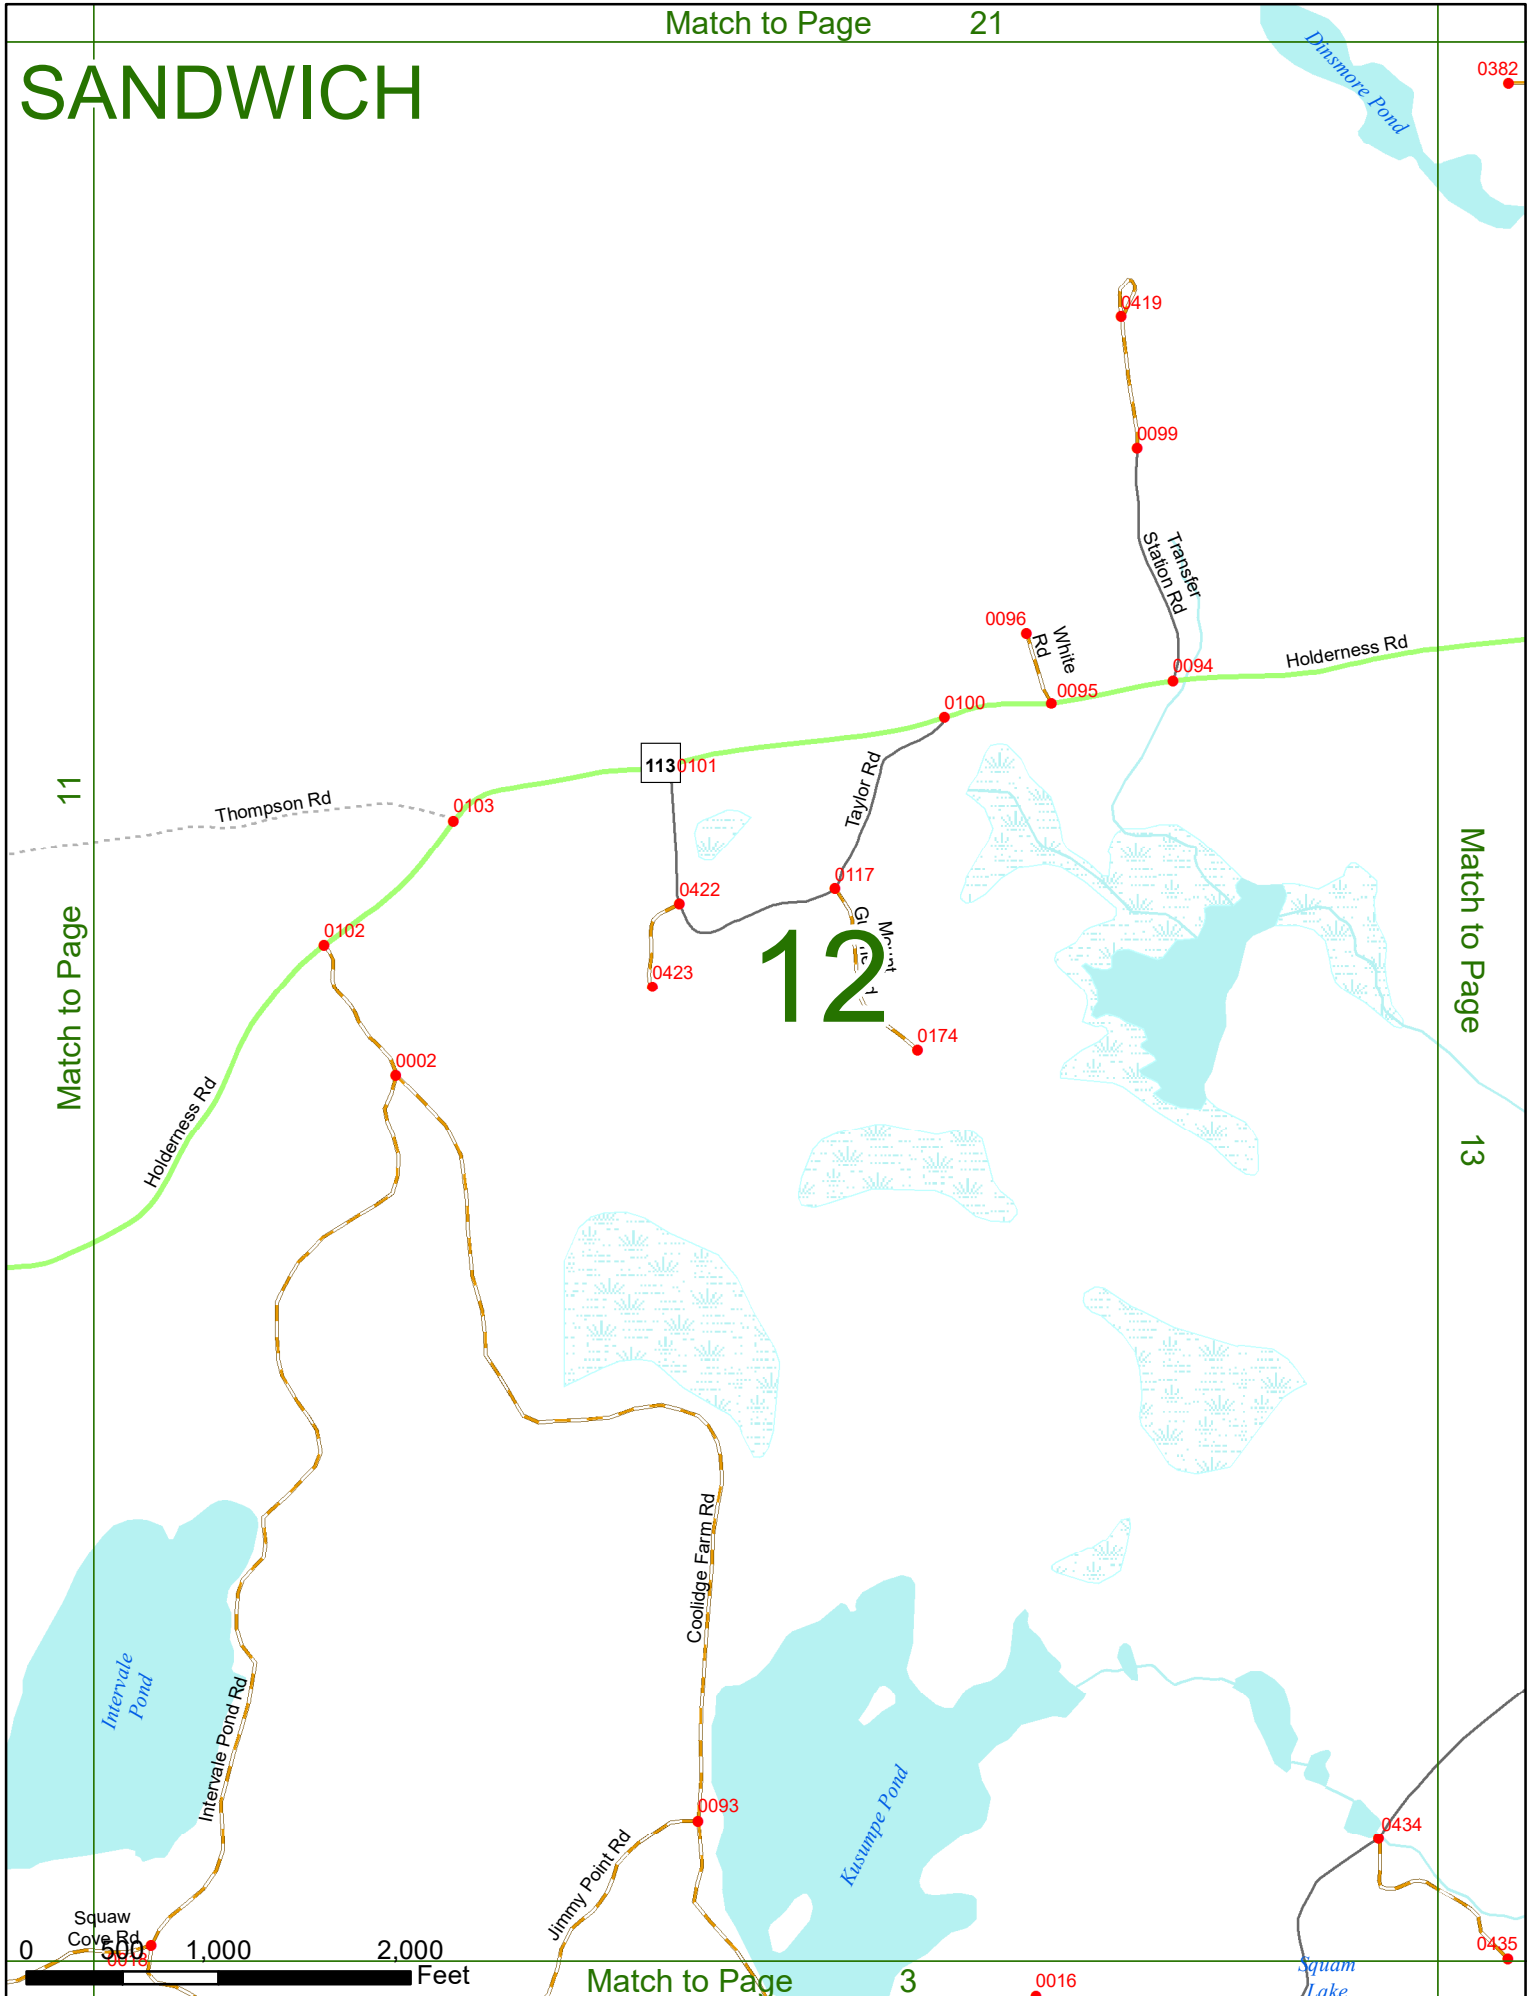 Match to Page 21
SANDWICH
Dinsmore Pond
0382
0419
0099
Transfer
Station Rd
0096
White
Rd
0094
Holderness Rd
0095
0100
113
0101
Taylor Rd
11
Match to Page
Thompson Rd
0103
0117
0422
Mount
12
0102
0423
0174
0002
Holderness Rd
Match to Page
13
Coolidge Farm Rd
Intervale
Pond
Intervale Pond Rd
0093
Kusumpe Pond
Jimmy Point Rd
0434
Squaw
Cove Rd
0018
0435
0 500 1,000 2,000
Feet
Match to Page 3
0016
Squam
Lake